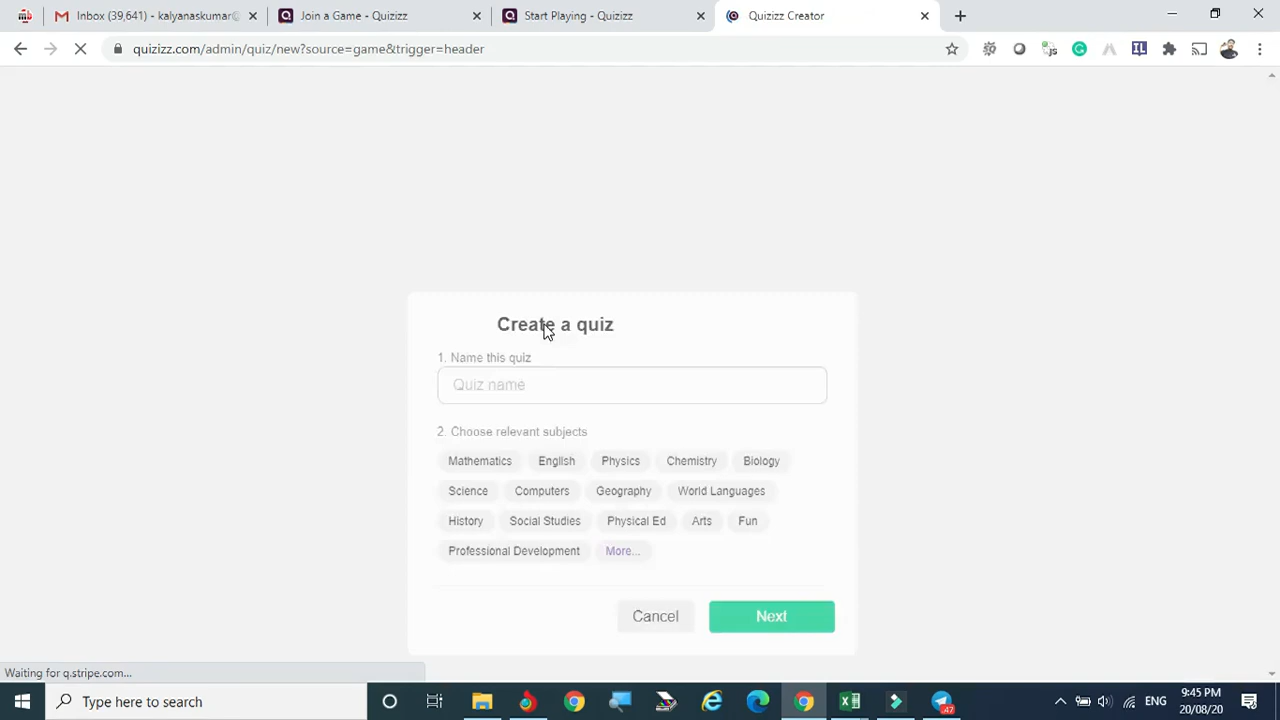 Inbox (39,641) - kalyanaskumar@
Join a Game - Quizizz
Start Playing - Quizizz
Quizizz Creator
quizizz.com/admin/quiz/new?source=game&trigger=header
Create a quiz
1. Name this quiz
Quiz name
2. Choose relevant subjects
Mathematics English Physics Chemistry Biology
Science Computers Geography World Languages
History Social Studies Physical Ed Arts Fun
Professional Development More...
Cancel Next
Waiting for q.stripe.com...
Type here to search
ENG
9:45 PM
20/08/20